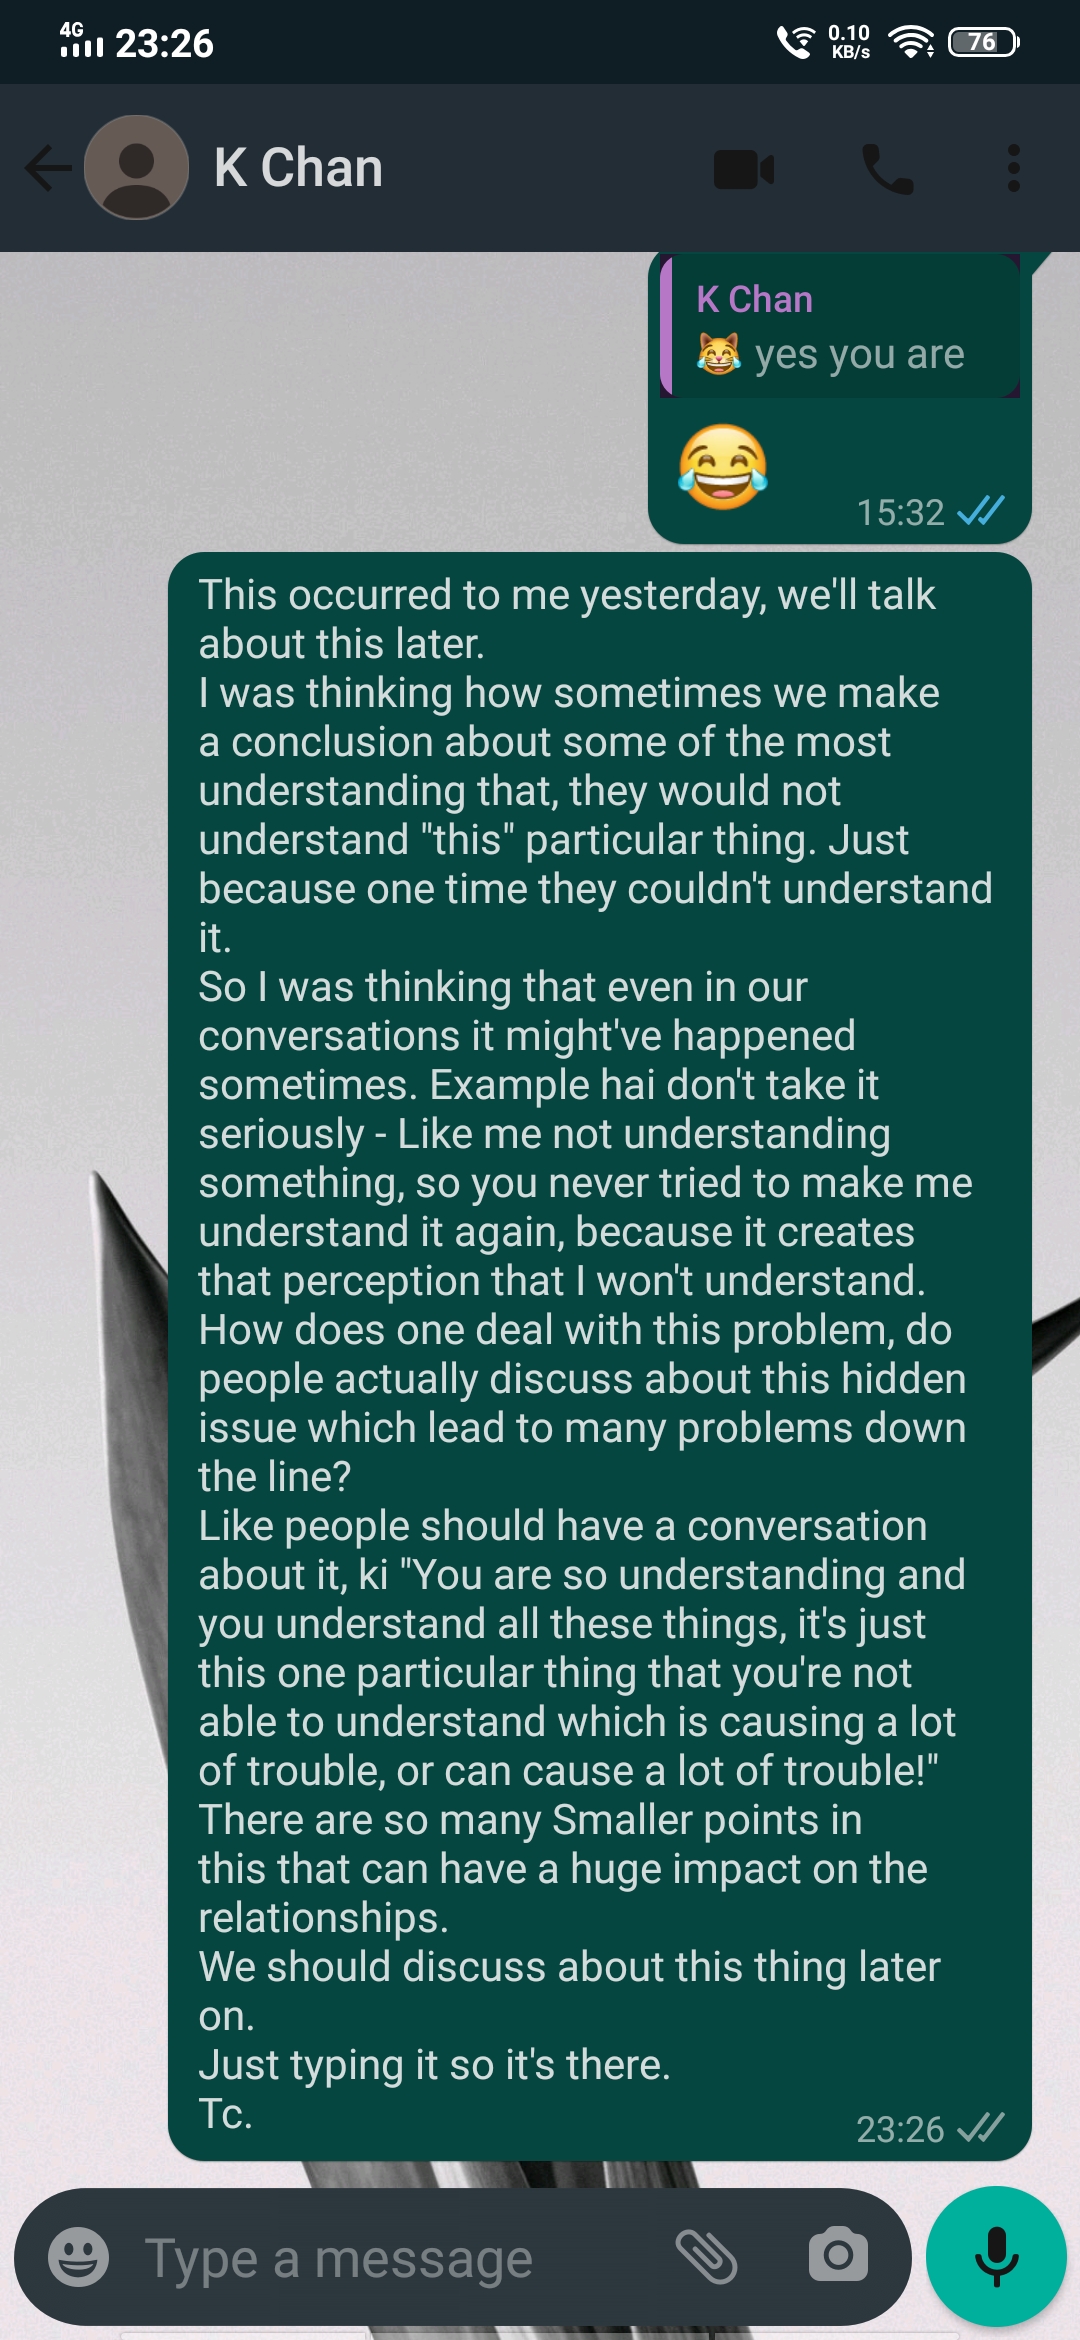 4G 23:26 0.10 KB/s 76
K Chan
K Chan
😹 yes you are
😂
15:32
This occurred to me yesterday, we'll talk
about this later.
I was thinking how sometimes we make
a conclusion about some of the most
understanding that, they would not
understand "this" particular thing. Just
because one time they couldn't understand
it.
So I was thinking that even in our
conversations it might've happened
sometimes. Example hai don't take it
seriously - Like me not understanding
something, so you never tried to make me
understand it again, because it creates
that perception that I won't understand.
How does one deal with this problem, do
people actually discuss about this hidden
issue which lead to many problems down
the line?
Like people should have a conversation
about it, ki "You are so understanding and
you understand all these things, it's just
this one particular thing that you're not
able to understand which is causing a lot
of trouble, or can cause a lot of trouble!"
There are so many Smaller points in
this that can have a huge impact on the
relationships.
We should discuss about this thing later
on.
Just typing it so it's there.
Tc.
23:26
Type a message